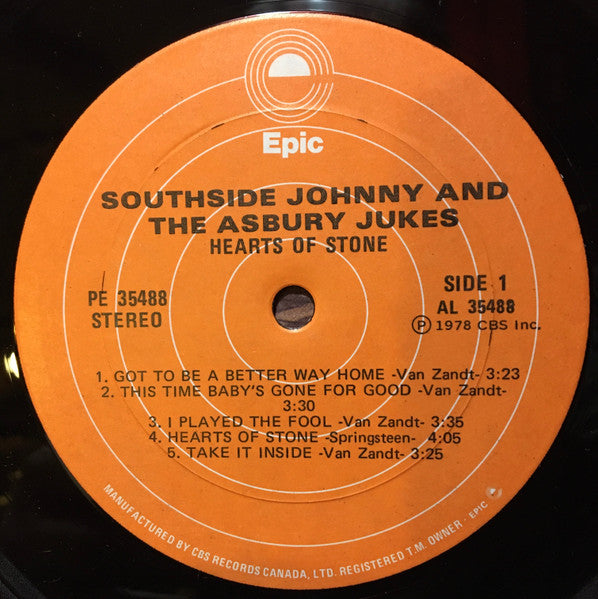 Epic
SOUTHSIDE JOHNNY AND
THE ASBURY JUKES
HEARTS OF STONE
PE 35488
STEREO
SIDE 1
AL 35488
Ⓟ 1978 CBS Inc.
1. GOT TO BE A BETTER WAY HOME -Van Zandt- 3:23
2. THIS TIME BABY'S GONE FOR GOOD -Van Zandt-
3:30
3. I PLAYED THE FOOL -Van Zandt- 3:35
4. HEARTS OF STONE -Springsteen- 4:05
5. TAKE IT INSIDE -Van Zandt- 3:25
MANUFACTURED BY CBS RECORDS CANADA, LTD. REGISTERED T.M. OWNER - EPIC